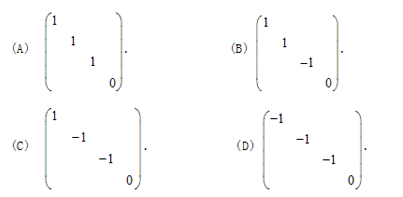 (A) 1 1 1 0 . (B) 1 1 −1 0 .
(C) 1 −1 −1 0 . (D) −1 −1 −1 0 .